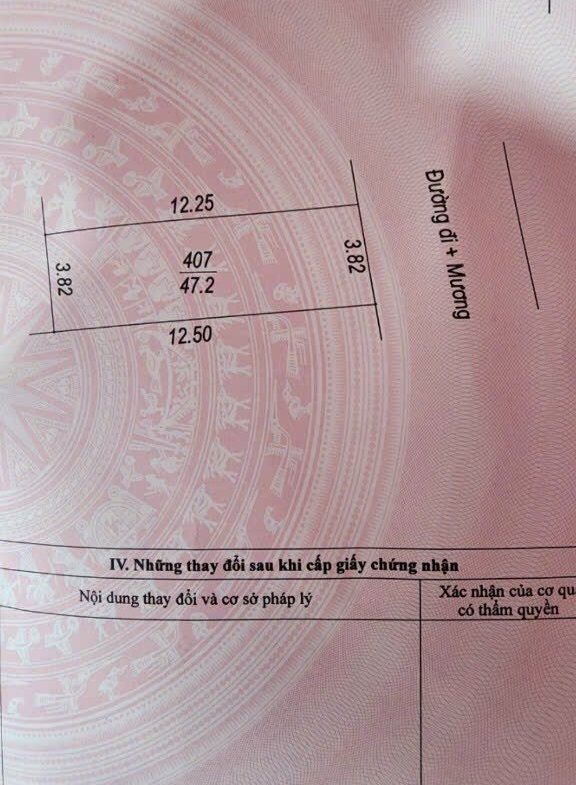 12.25
Đường đi + Mương
3.82
407
47.2
3.82
12.50
IV. Những thay đổi sau khi cấp giấy chứng nhận
Nội dung thay đổi và cơ sở pháp lý
Xác nhận của cơ qu
có thẩm quyền